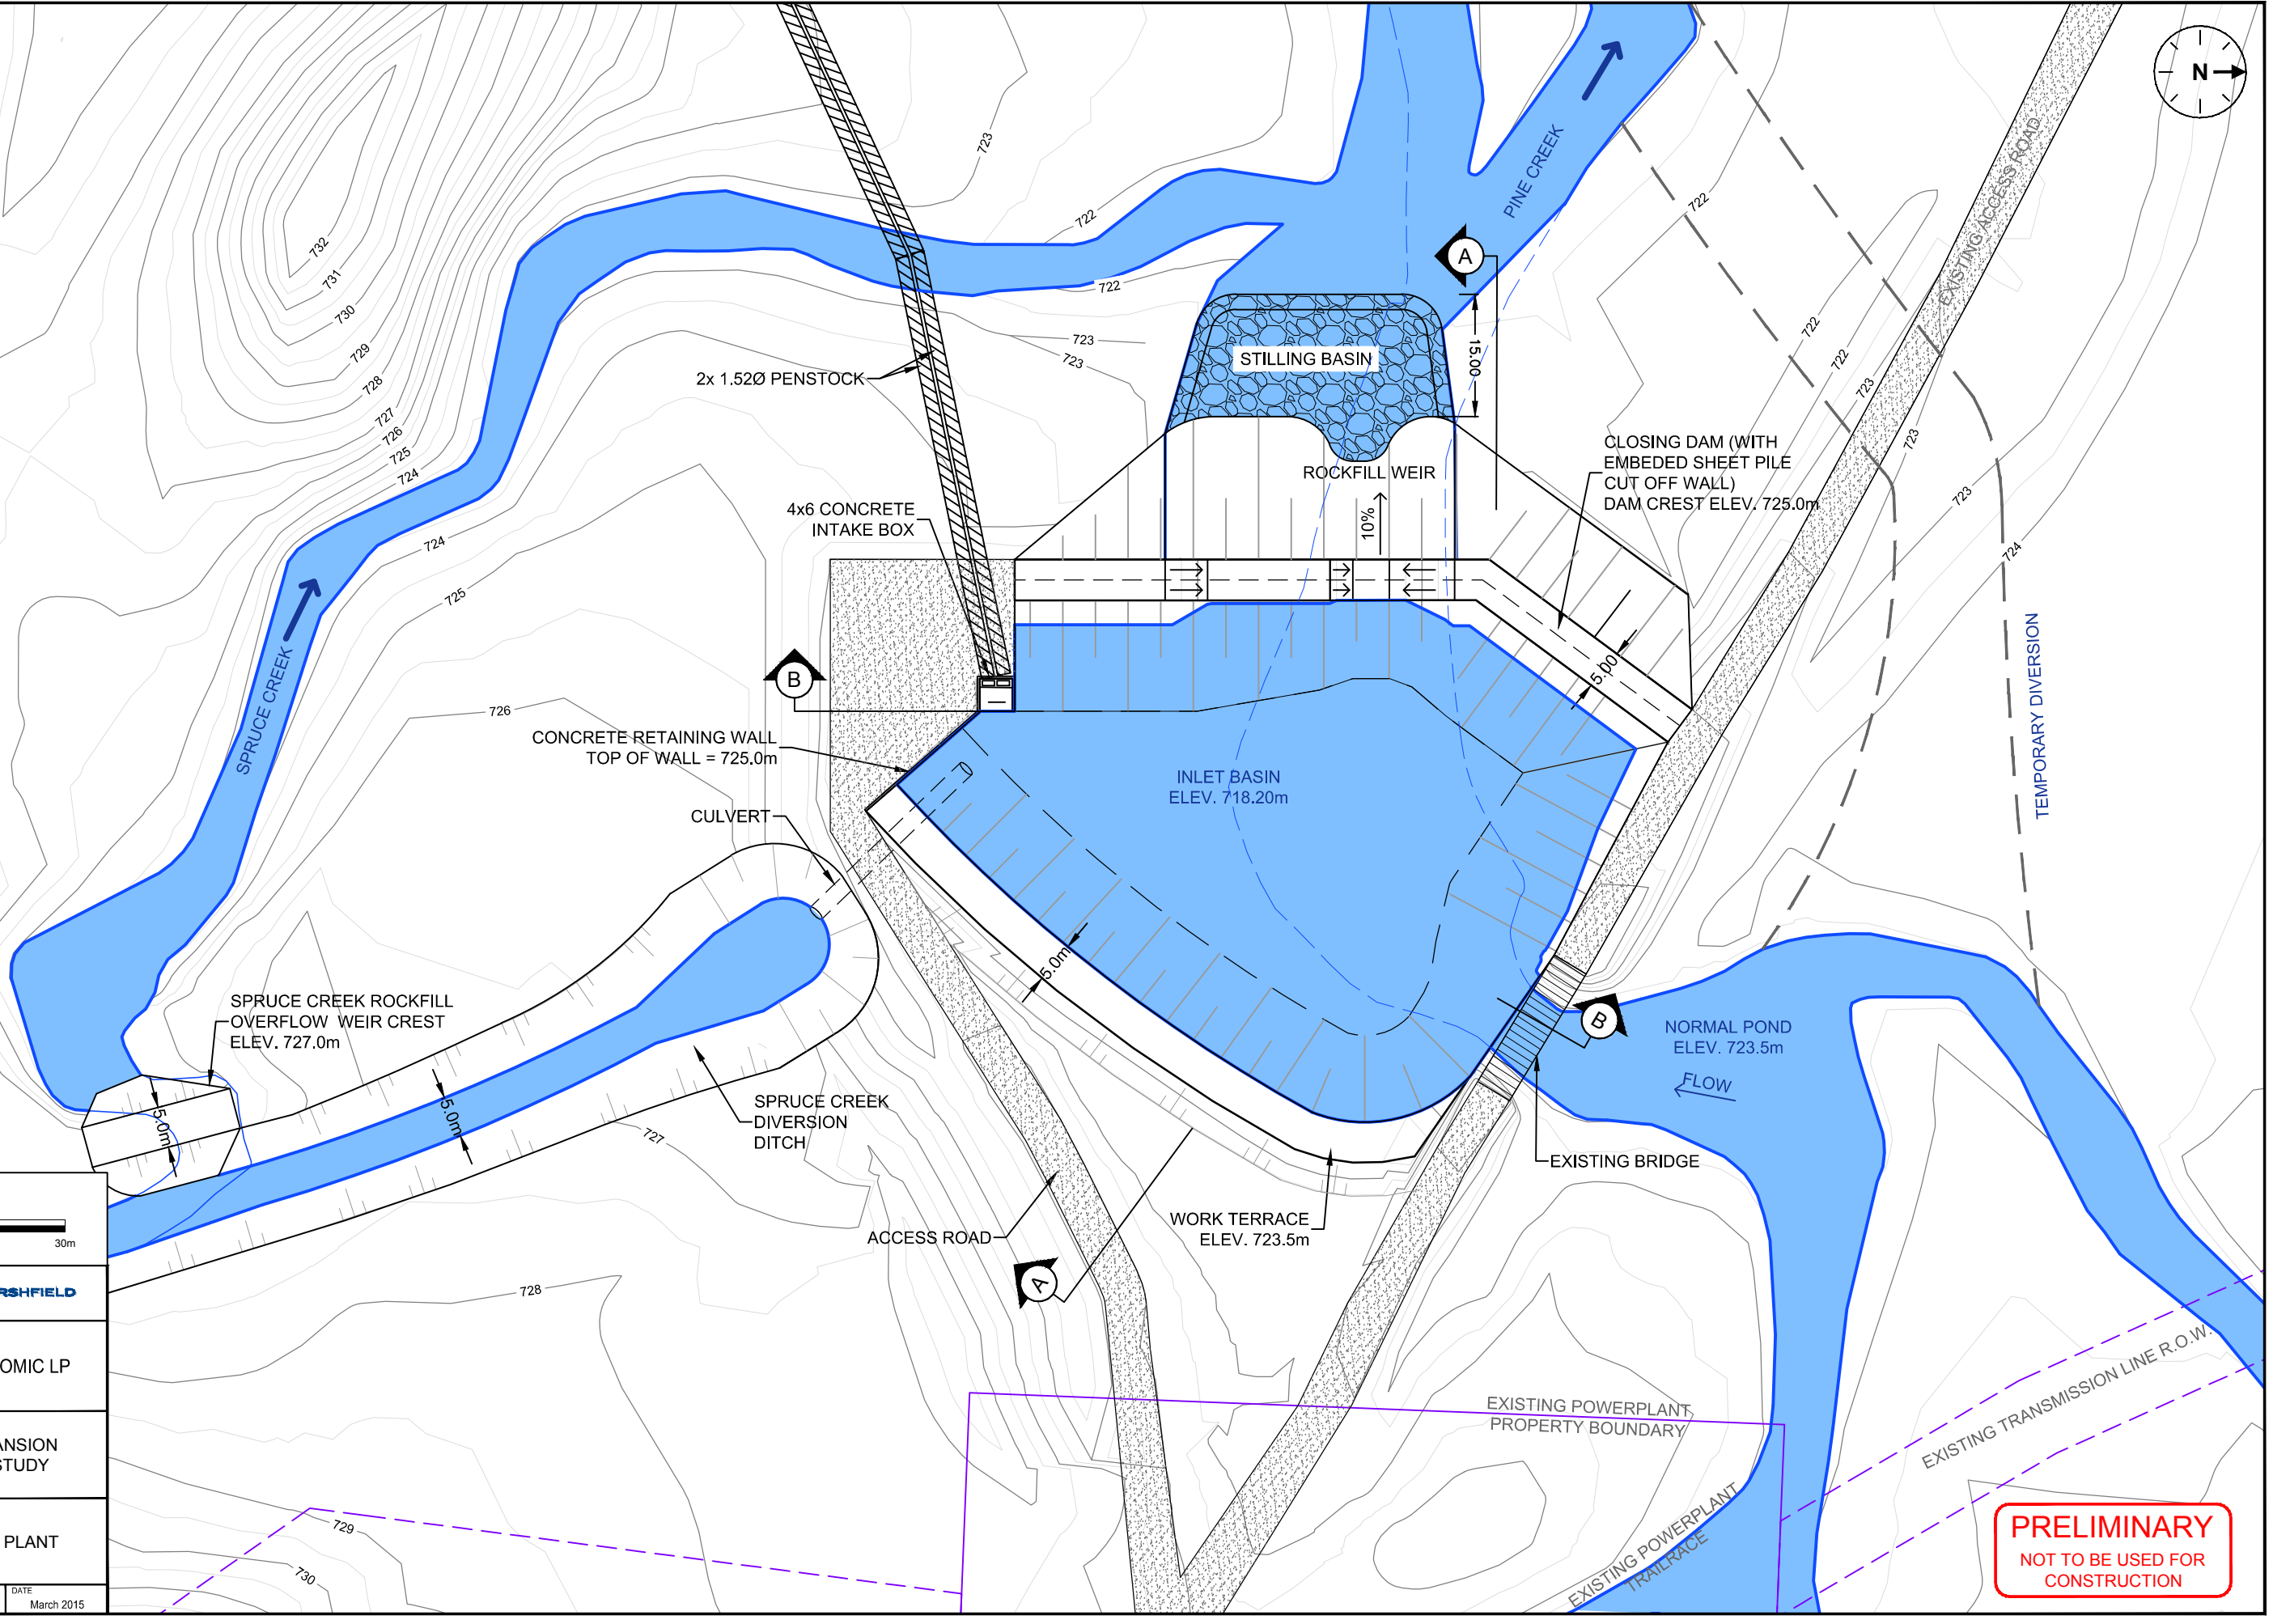 N
PINE CREEK
EXISTING ACCESS ROAD
723
722
722
732
731
730
729
728
727
726
725
724
722
723
723
A
722
722
723
723
2x 1.52Ø PENSTOCK
STILLING BASIN
15.00
CLOSING DAM (WITH
EMBEDED SHEET PILE
CUT OFF WALL)
DAM CREST ELEV. 725.0m
ROCKFILL WEIR
10%
4x6 CONCRETE
INTAKE BOX
723
724
724
725
726
SPRUCE CREEK
B
5.00
TEMPORARY DIVERSION
CONCRETE RETAINING WALL
TOP OF WALL = 725.0m
INLET BASIN
ELEV. 718.20m
CULVERT
5.0m
SPRUCE CREEK ROCKFILL
OVERFLOW WEIR CREST
ELEV. 727.0m
B
NORMAL POND
ELEV. 723.5m
FLOW
5.0m
5.0m
SPRUCE CREEK
DIVERSION
DITCH
727
EXISTING BRIDGE
ACCESS ROAD
WORK TERRACE
ELEV. 723.5m
A
728
30m
RSHFIELD
OMIC LP
ANSION
STUDY
PLANT
DATE
March 2015
729
730
EXISTING POWERPLANT
PROPERTY BOUNDARY
EXISTING TRANSMISSION LINE R.O.W.
EXISTING POWERPLANT
TRAILRACE
PRELIMINARY
NOT TO BE USED FOR
CONSTRUCTION